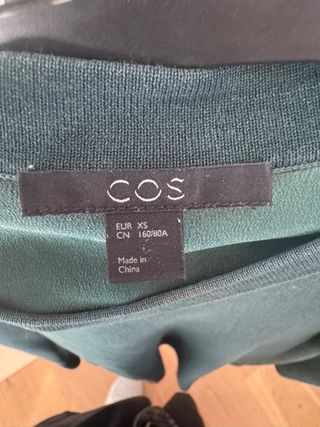 COS
EUR XS
CN 160/80A
Made in
China